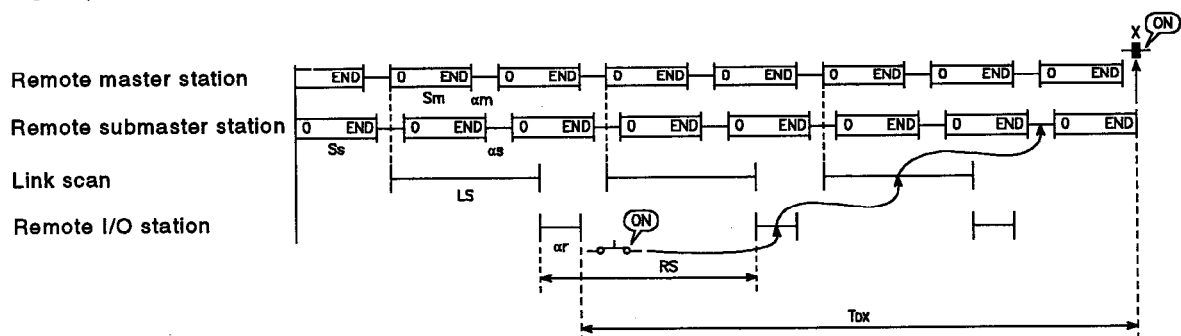 X ON
Remote master station END 0 END 0 END 0 END 0 END 0 END 0 END 0 END
Sm αm
Remote submaster station 0 END 0 END 0 END 0 END 0 END 0 END 0 END 0 END
Ss αs
Link scan LS
Remote I/O station αr ON
RS
TDX